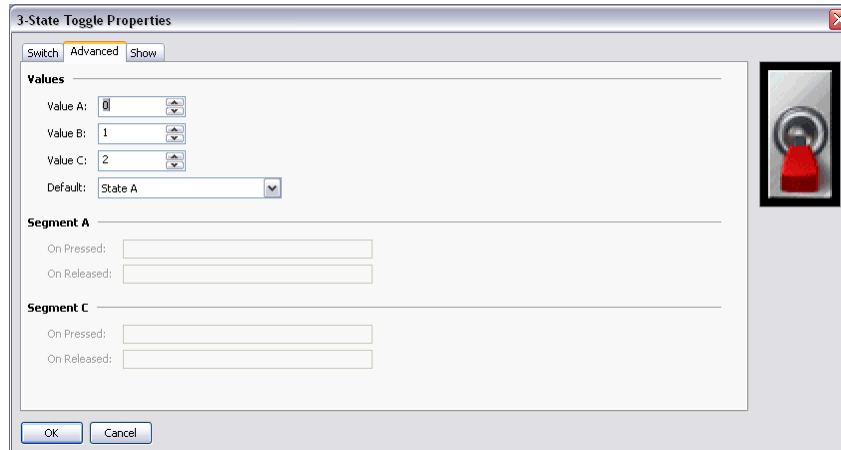 3-State Toggle Properties
Switch Advanced Show
Values
Value A: 0
Value B: 1
Value C: 2
Default: State A
Segment A
On Pressed:
On Released:
Segment C
On Pressed:
On Released:
OK Cancel